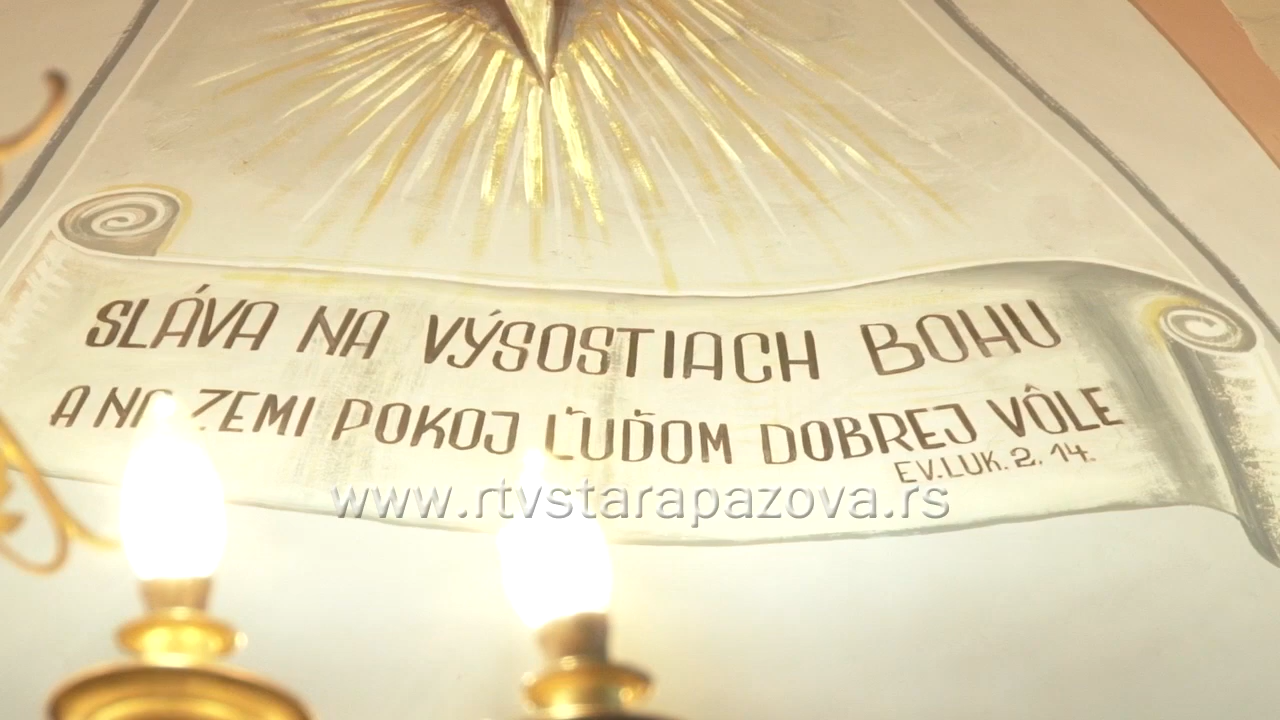 SLÁVA NA VÝSOSTIACH BOHU
A NA ZEMI POKOJ ĽUĎOM DOBREJ VÔLE
EV.LUK. 2. 14.
www.rtvstarapazova.rs